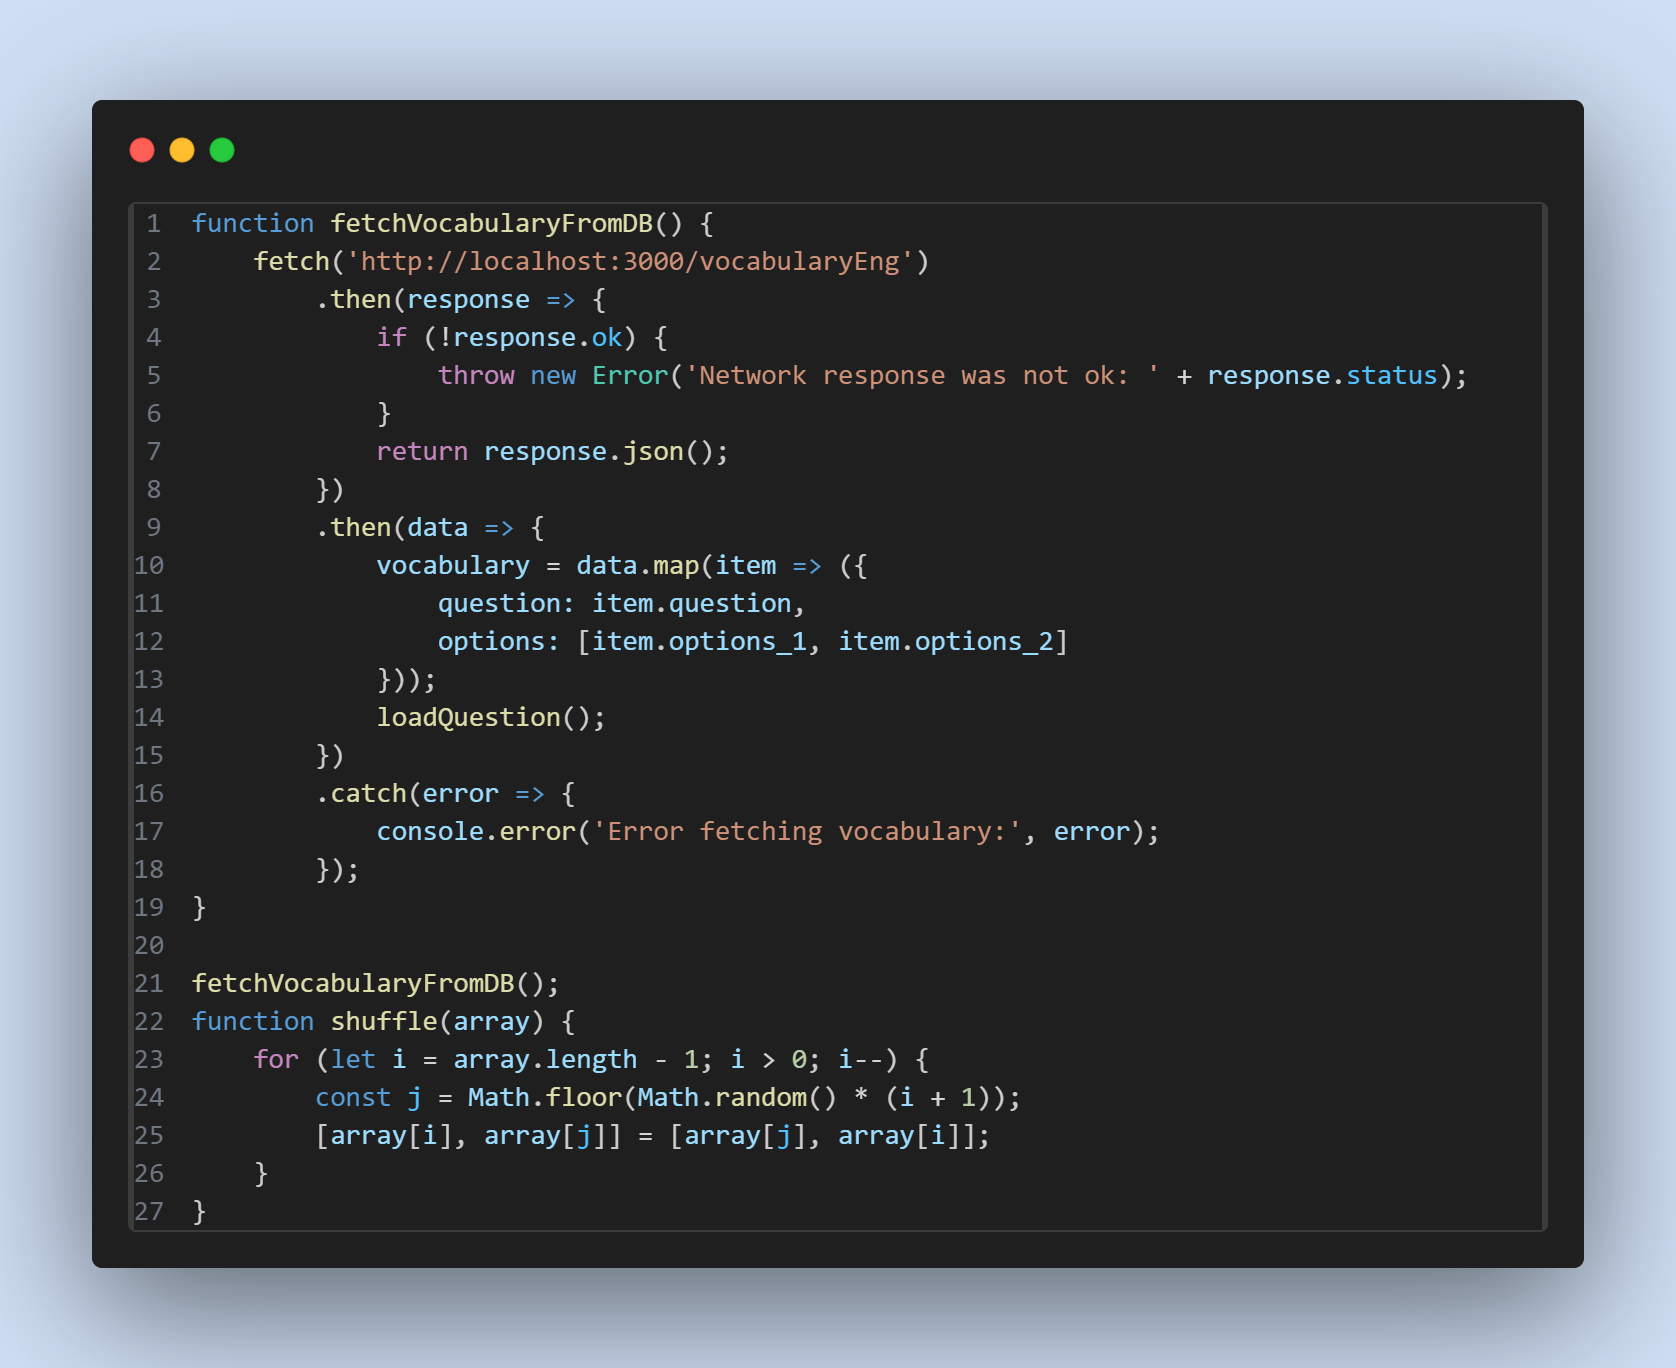 1 function fetchVocabularyFromDB() {
2     fetch('http://localhost:3000/vocabularyEng')
3         .then(response => {
4             if (!response.ok) {
5                 throw new Error('Network response was not ok: ' + response.status);
6             }
7             return response.json();
8         })
9         .then(data => {
10             vocabulary = data.map(item => ({
11                 question: item.question,
12                 options: [item.options_1, item.options_2]
13             }));
14             loadQuestion();
15         })
16         .catch(error => {
17             console.error('Error fetching vocabulary:', error);
18         });
19 }
20
21 fetchVocabularyFromDB();
22 function shuffle(array) {
23     for (let i = array.length - 1; i > 0; i--) {
24         const j = Math.floor(Math.random() * (i + 1));
25         [array[i], array[j]] = [array[j], array[i]];
26     }
27 }